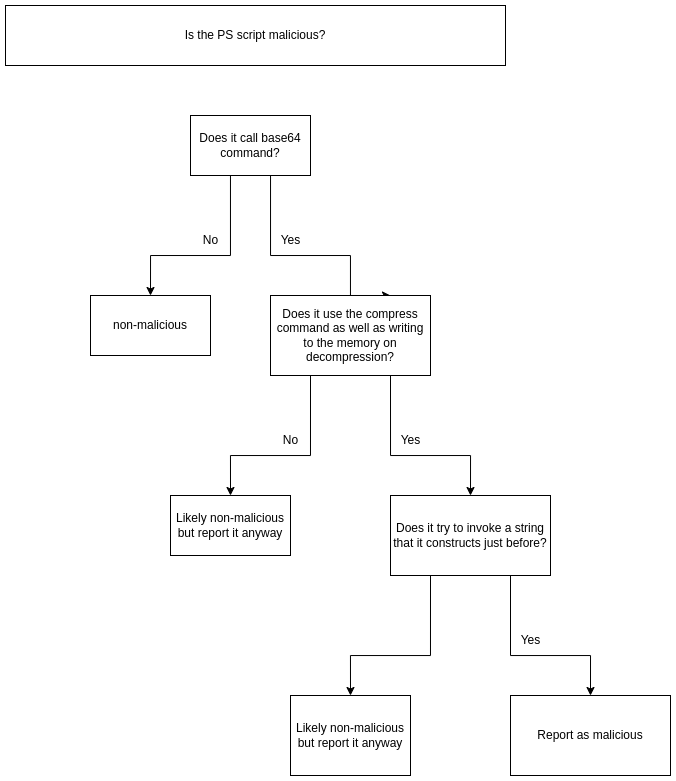 Is the PS script malicious?
Does it call base64
command?
No
Yes
non-malicious
Does it use the compress
command as well as writing
to the memory on
decompression?
No
Yes
Likely non-malicious
but report it anyway
Does it try to invoke a string
that it constructs just before?
Yes
Likely non-malicious
but report it anyway
Report as malicious